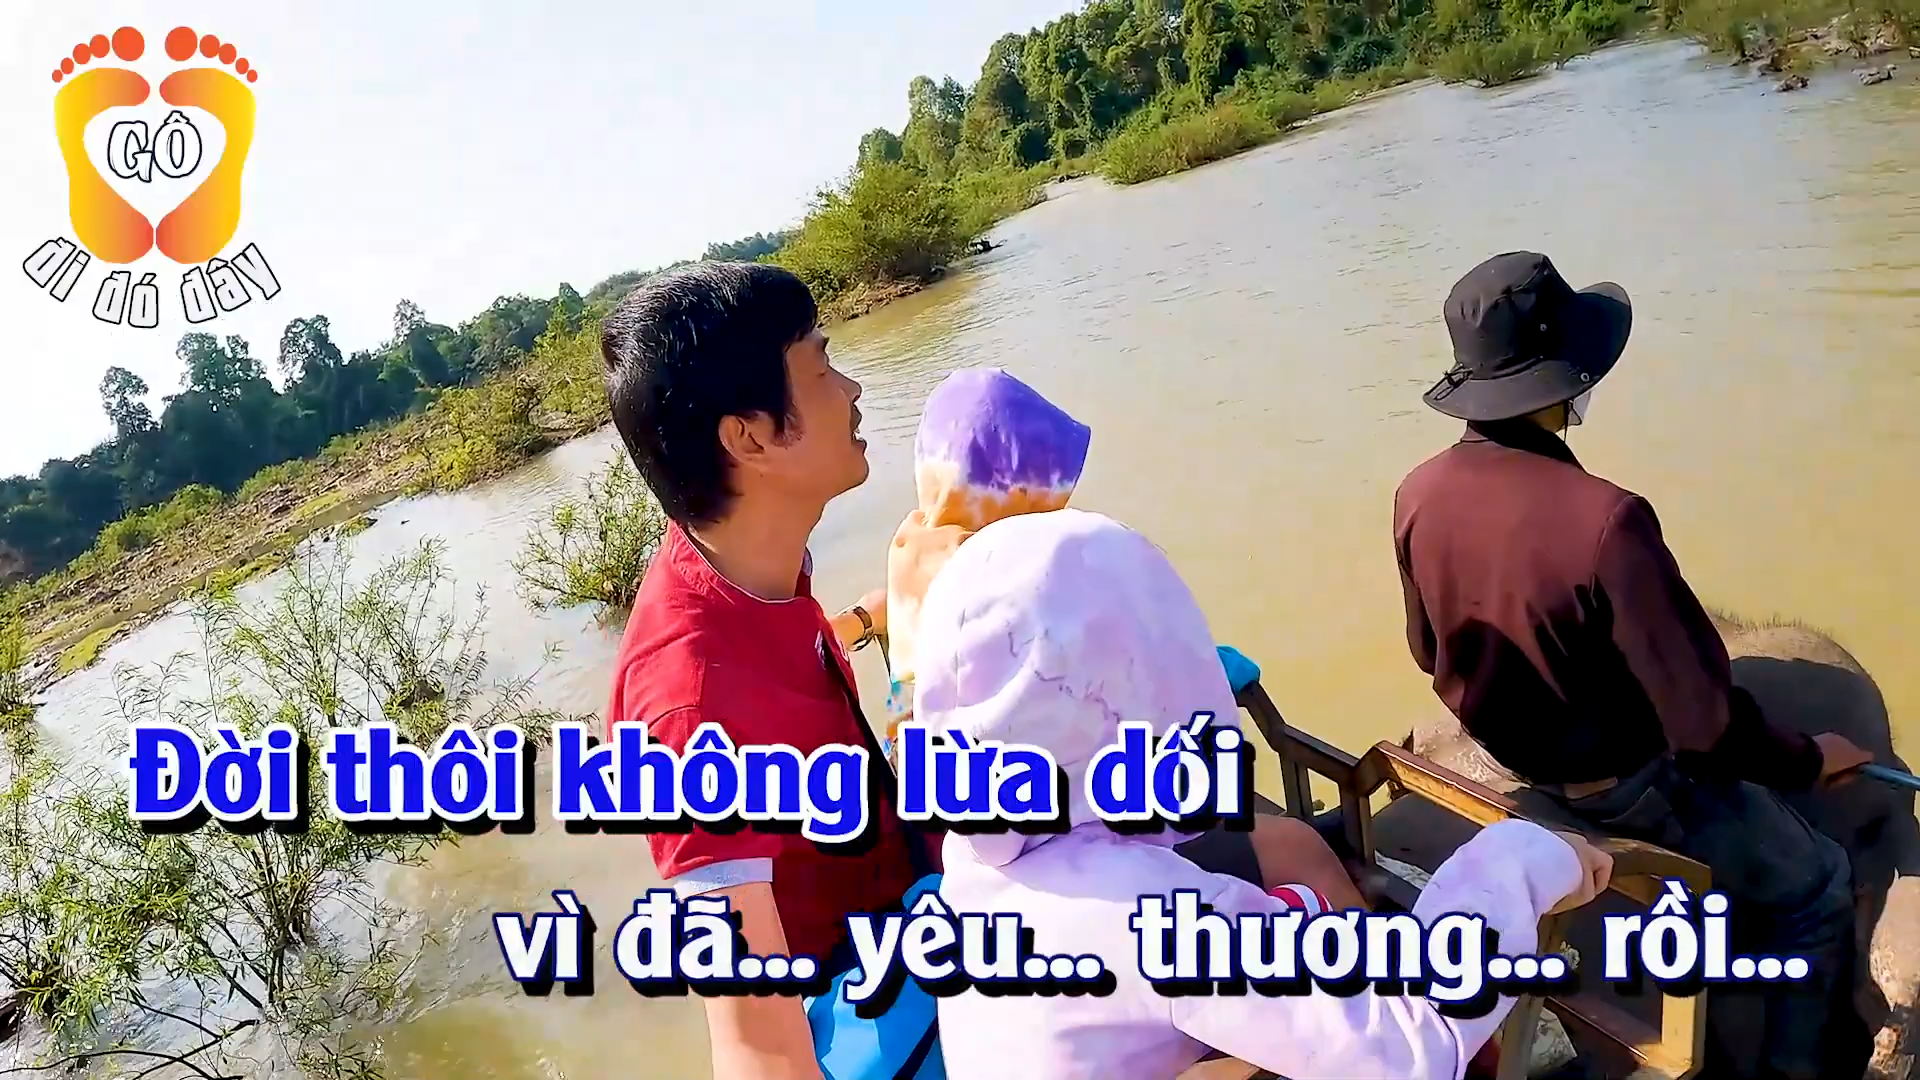 GÔ
đi đó đây
Đời thôi không lừa dối
vì đã... yêu... thương... rồi...